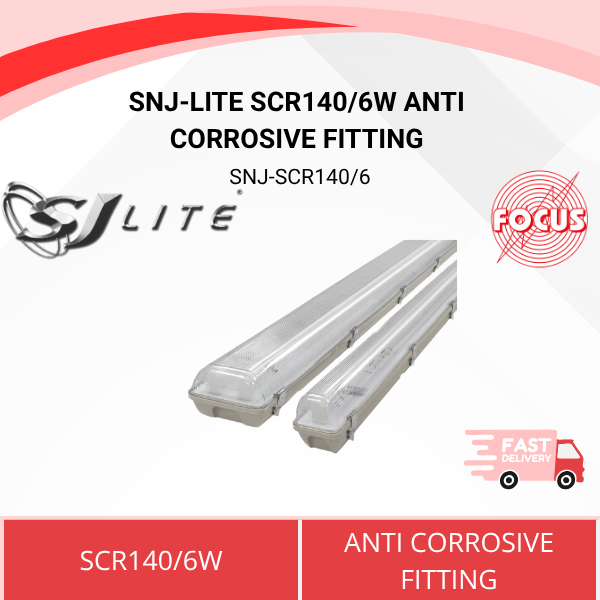 SNJ-LITE SCR140/6W ANTI
CORROSIVE FITTING
SNJ-SCR140/6
SJ LITE®
FOCUS
FAST
DELIVERY
SCR140/6W
ANTI CORROSIVE
FITTING